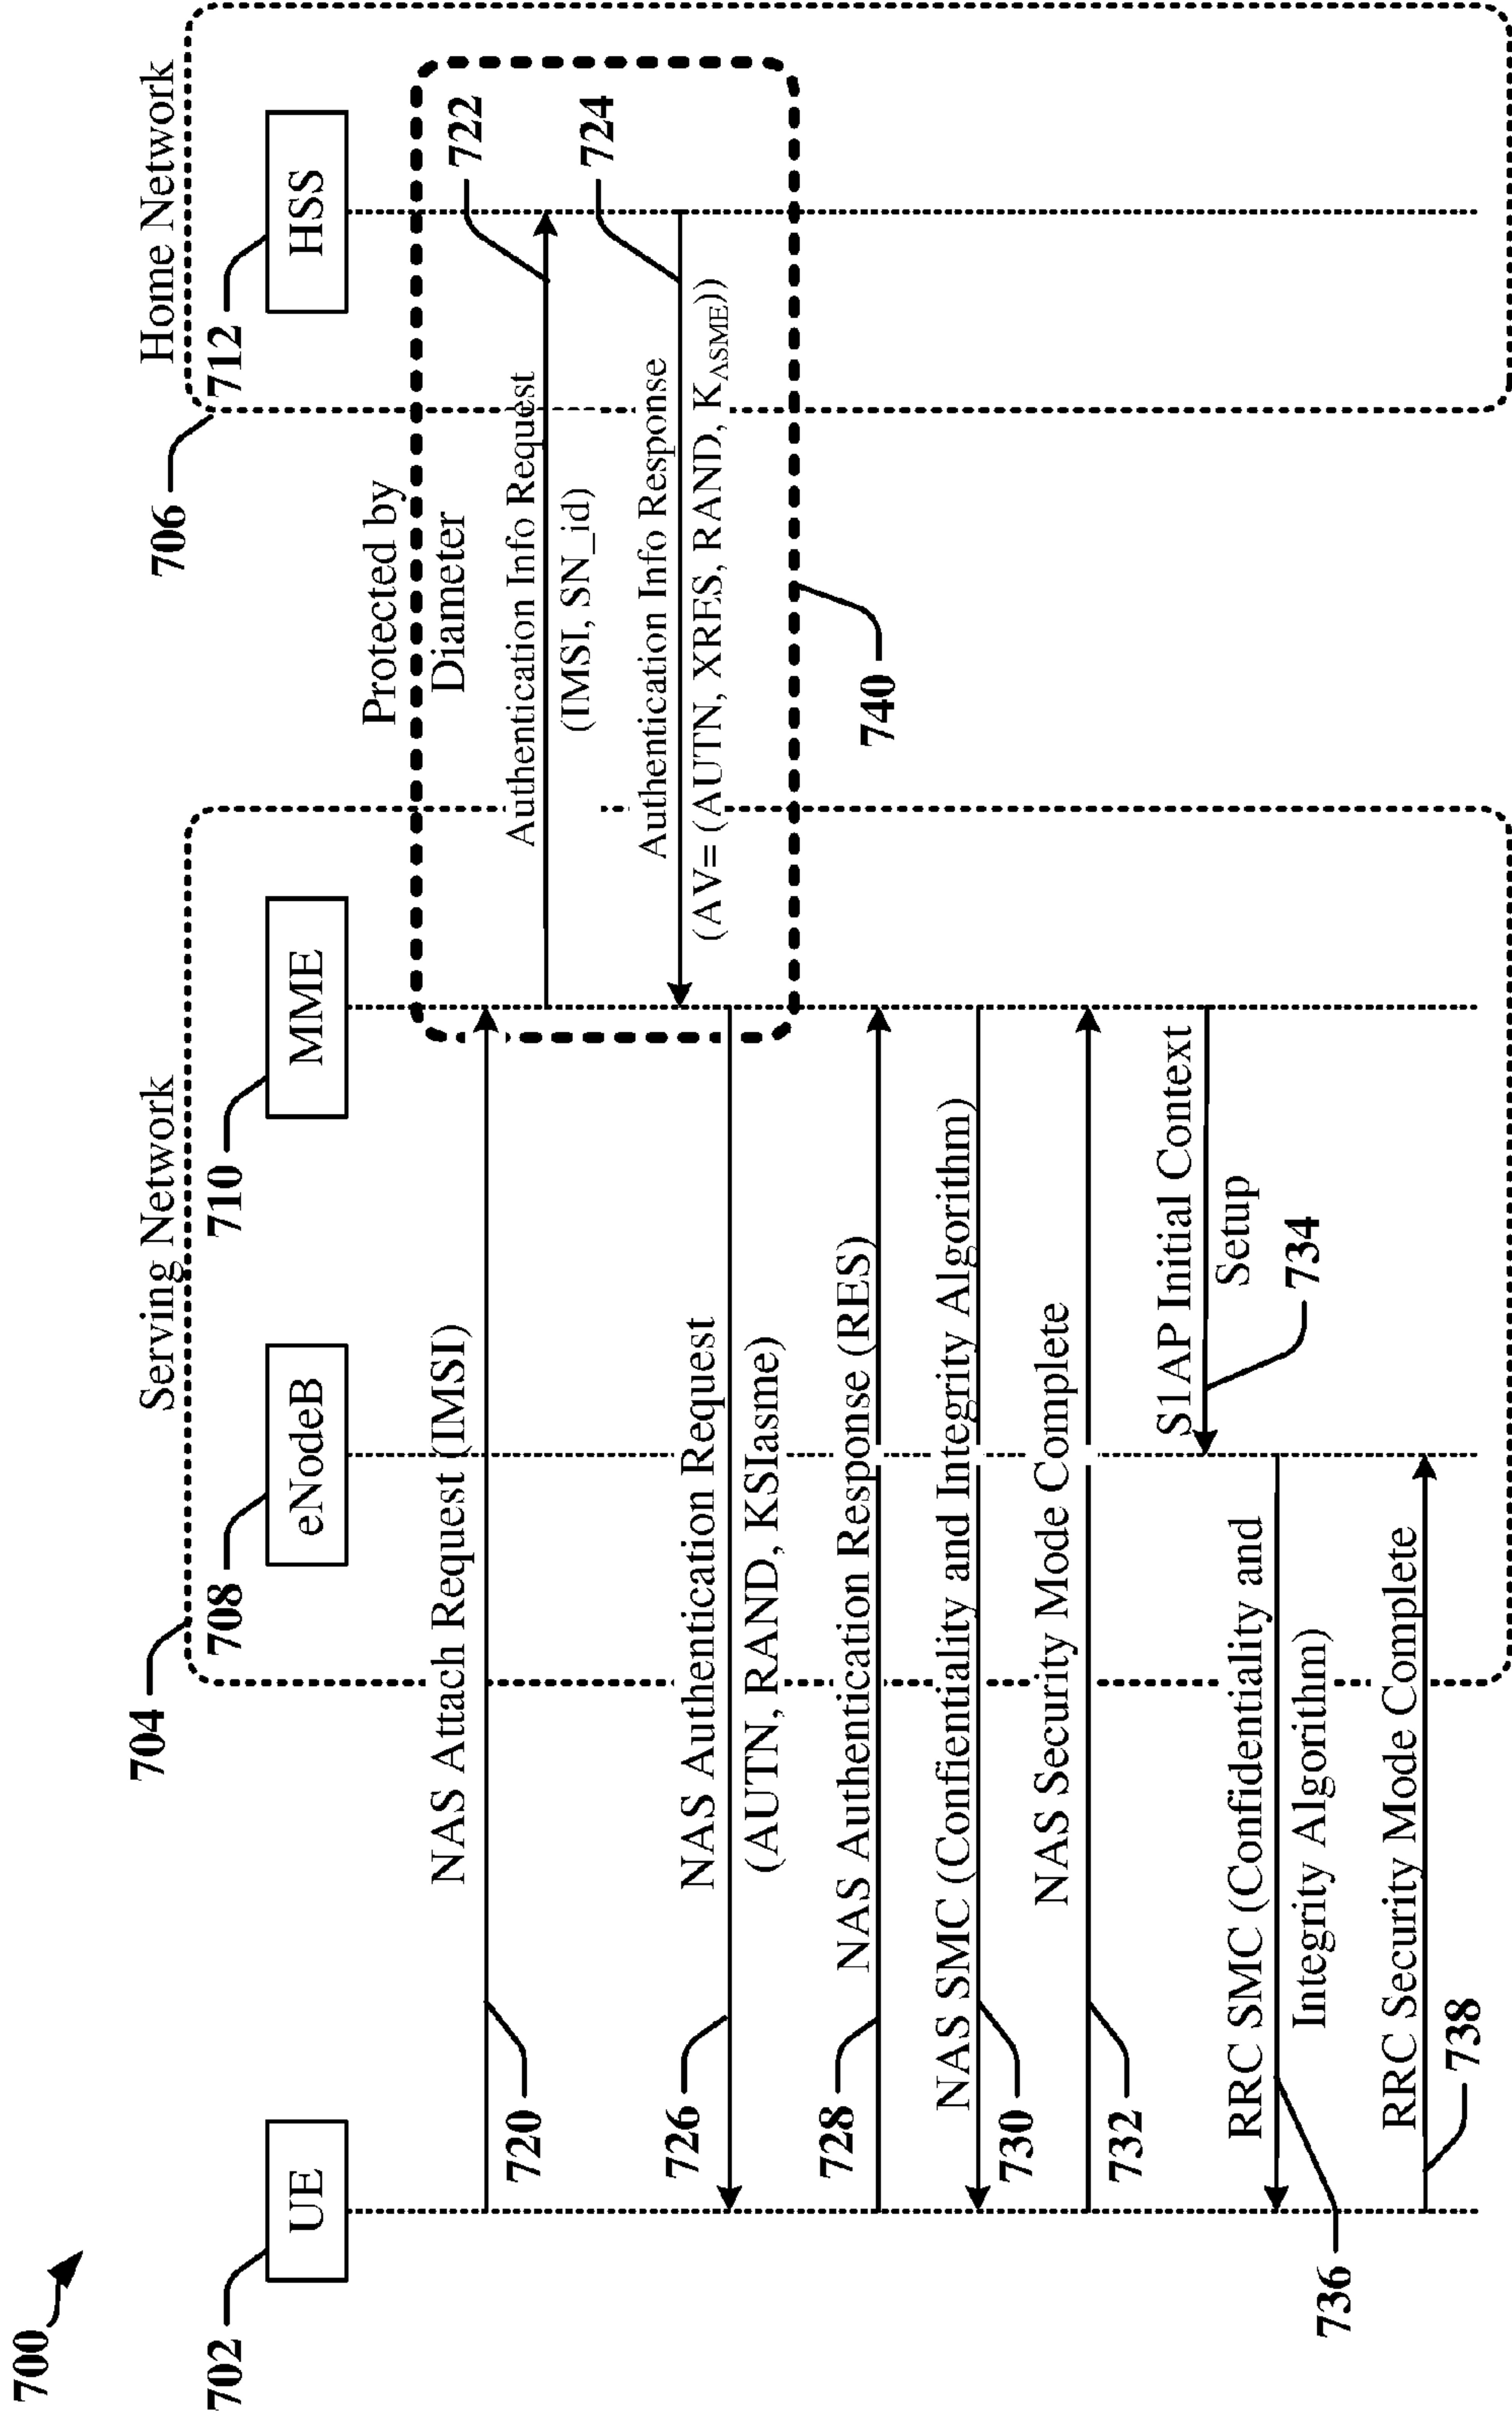 700
Serving Network
Home Network
704
706
702
708
710
712
UE
eNodeB
MME
HSS
Protected by
Diameter
NAS Attach Request (IMSI)
720
Authentication Info Request
(IMSI, SN_id)
722
Authentication Info Response
(AV= (AUTN, XRES, RAND, KASME))
724
NAS Authentication Request
(AUTN, RAND, KSIasme)
726
740
NAS Authentication Response (RES)
728
NAS SMC (Confientiality and Integrity Algorithm)
730
NAS Security Mode Complete
732
S1AP Initial Context
Setup
734
RRC SMC (Confidentiality and
Integrity Algorithm)
736
RRC Security Mode Complete
738